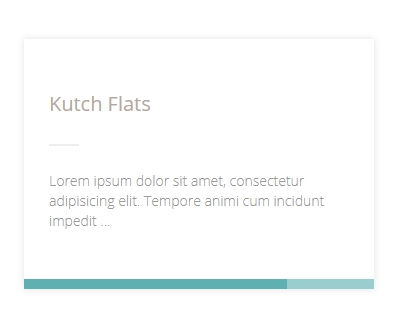 Kutch Flats
Lorem ipsum dolor sit amet, consectetur
adipisicing elit. Tempore animi cum incidunt
impedit ...